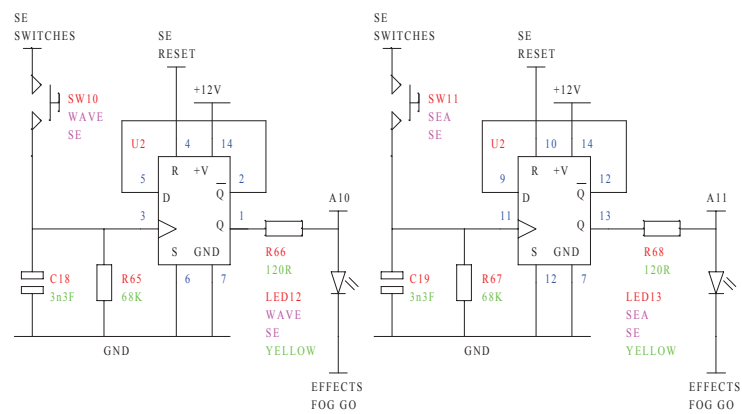 SE
SWITCHES
SE
RESET
+12V
SW10
WAVE
SE
U2
4
14
5
2
R
+V
D
Q
3
1
Q
S
GND
A10
R66
120R
C18
3n3F
R65
68K
6
7
LED12
WAVE
SE
YELLOW
GND
EFFECTS
FOG GO
SE
SWITCHES
SE
RESET
+12V
SW11
SEA
SE
U2
10
14
9
12
R
+V
D
Q
11
13
Q
S
GND
A11
R68
120R
C19
3n3F
R67
68K
12
7
LED13
SEA
SE
YELLOW
GND
EFFECTS
FOG GO